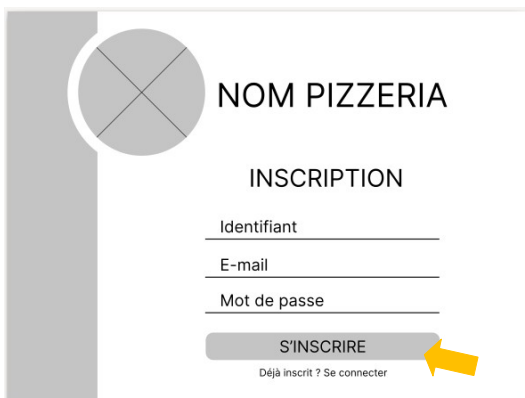 NOM PIZZERIA
INSCRIPTION
Identifiant
E-mail
Mot de passe
S'INSCRIRE
Déjà inscrit ? Se connecter